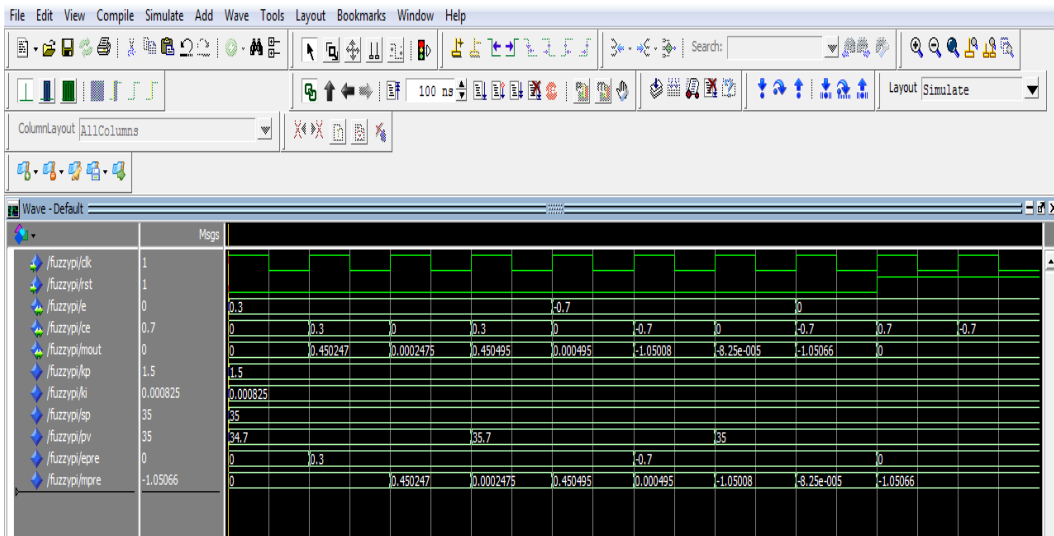 File Edit View Compile Simulate Add Wave Tools Layout Bookmarks Window Help
Search:
100 ns
Layout Simulate
ColumnLayout AllColumns
Wave - Default
Msgs
/fuzzypi/clk 1
/fuzzypi/rst 1
/fuzzypi/e 0 0.3 -0.7 0
/fuzzypi/ce 0.7 0 0.3 0 0.3 0 -0.7 0 -0.7 0.7 -0.7
/fuzzypi/mout 0 0 0.450247 0.0002475 0.450495 0.000495 -1.05008 -8.25e-005 -1.05066 0
/fuzzypi/kp 1.5 1.5
/fuzzypi/ki 0.000825 0.000825
/fuzzypi/sp 35 35
/fuzzypi/pv 35 34.7 35.7 35
/fuzzypi/epre 0 0 0.3 -0.7 0
/fuzzypi/mpre -1.05066 0 0.450247 0.0002475 0.450495 0.000495 -1.05008 -8.25e-005 -1.05066